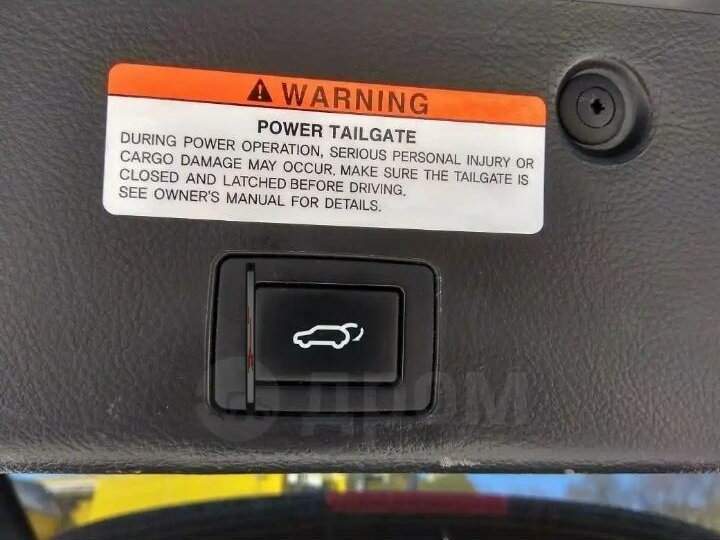 WARNING
POWER TAILGATE
DURING POWER OPERATION, SERIOUS PERSONAL INJURY OR
CARGO DAMAGE MAY OCCUR. MAKE SURE THE TAILGATE IS
CLOSED AND LATCHED BEFORE DRIVING.
SEE OWNER'S MANUAL FOR DETAILS.
ДРОМ